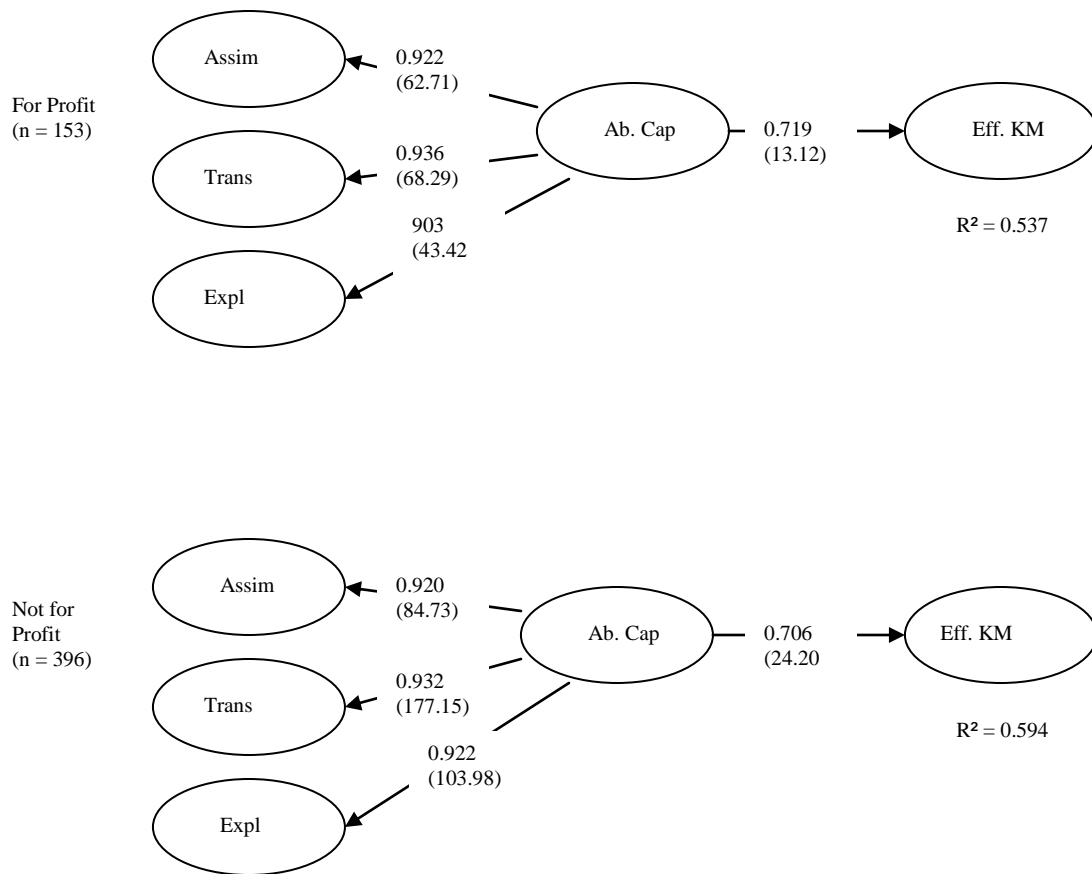 For Profit
(n = 153)
Assim
0.922
(62.71)
Trans
0.936
(68.29)
Expl
903
(43.42
Ab. Cap
0.719
(13.12)
Eff. KM
R² = 0.537
Not for
Profit
(n = 396)
Assim
0.920
(84.73)
Trans
0.932
(177.15)
Expl
0.922
(103.98)
Ab. Cap
0.706
(24.20
Eff. KM
R² = 0.594